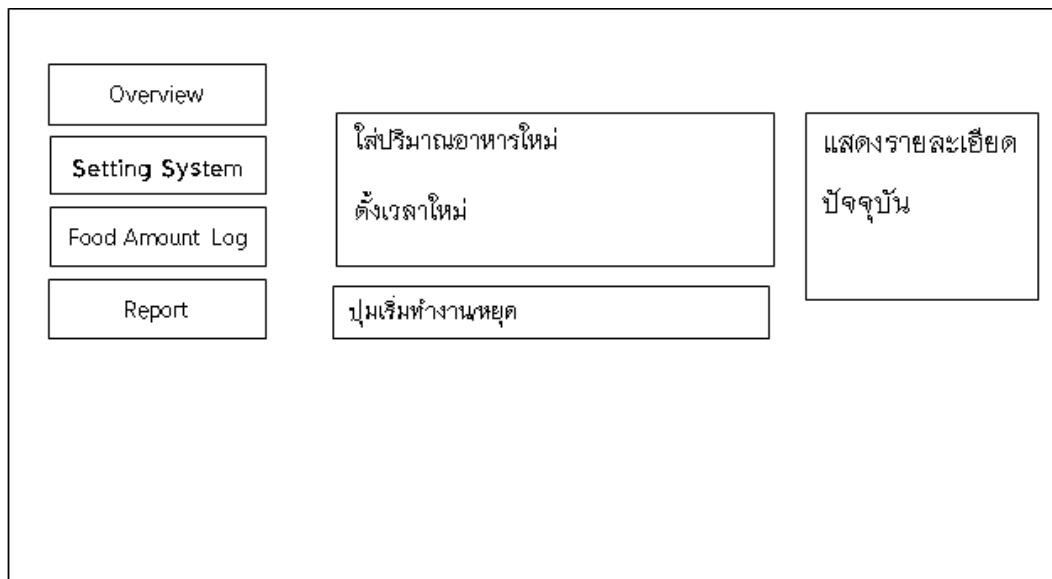 Overview
Setting System
Food Amount Log
Report
ใส่ปริมาณอาหารใหม่
ตั้งเวลาใหม่
ปุ่มเริ่มทำงาน/หยุด
แสดงรายละเอียด
ปัจจุบัน